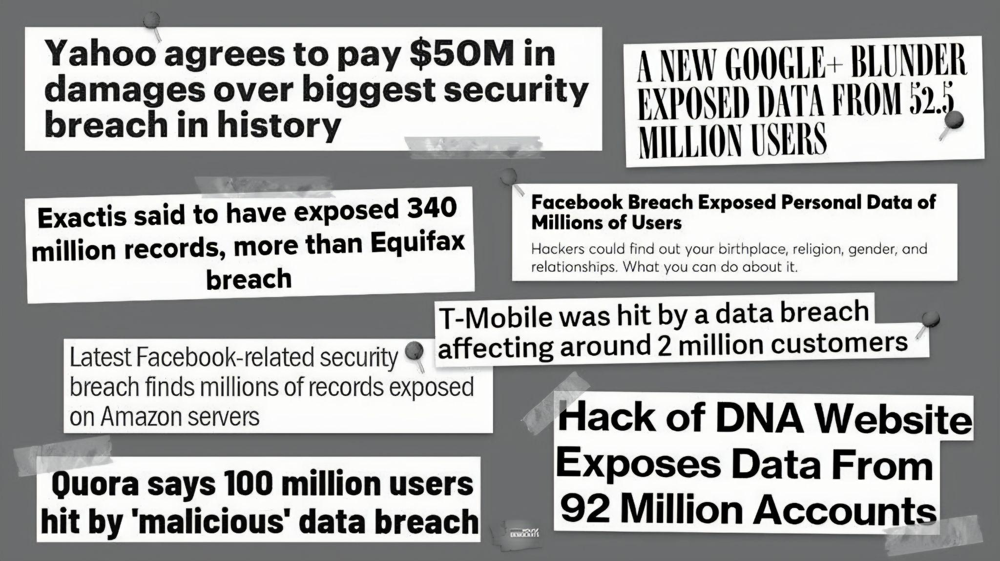 Yahoo agrees to pay $50M in
damages over biggest security
breach in history
A NEW GOOGLE+ BLUNDER
EXPOSED DATA FROM 52.5
MILLION USERS
Exactis said to have exposed 340
million records, more than Equifax
breach
Facebook Breach Exposed Personal Data of
Millions of Users
Hackers could find out your birthplace, religion, gender, and
relationships. What you can do about it.
T-Mobile was hit by a data breach
affecting around 2 million customers
Latest Facebook-related security
breach finds millions of records exposed
on Amazon servers
Hack of DNA Website
Exposes Data From
92 Million Accounts
Quora says 100 million users
hit by 'malicious' data breach